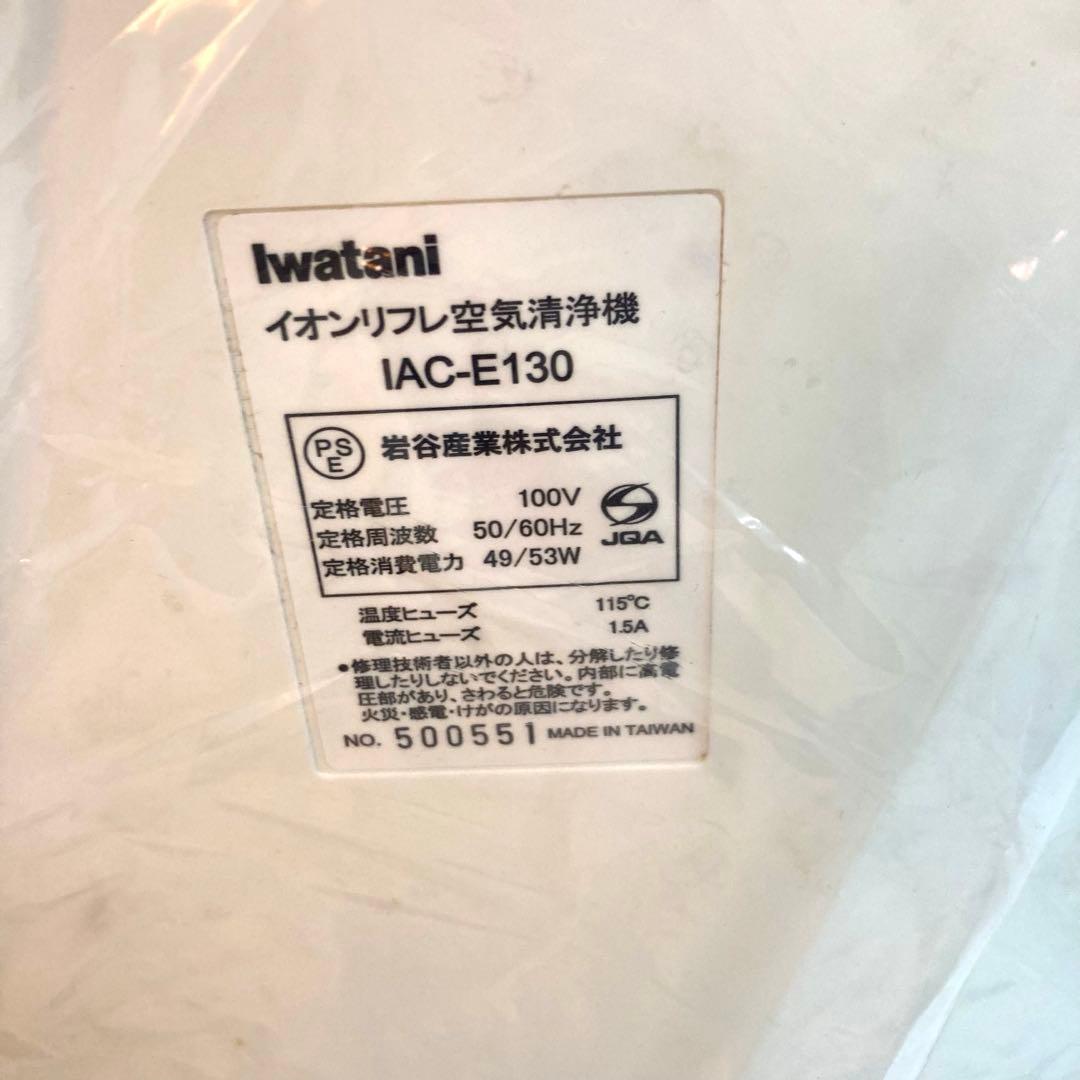 Iwatani
イオンリフレ空気清浄機
IAC-E130
PSE 岩谷産業株式会社
定格電圧 100V
定格周波数 50/60Hz
定格消費電力 49/53W
JQA
温度ヒューズ 115℃
電流ヒューズ 1.5A
●修理技術者以外の人は、分解したり修
理したりしないでください。内部に高電
圧部があり、さわると危険です。
火災・感電・けがの原因になります。
NO. 500551 MADE IN TAIWAN